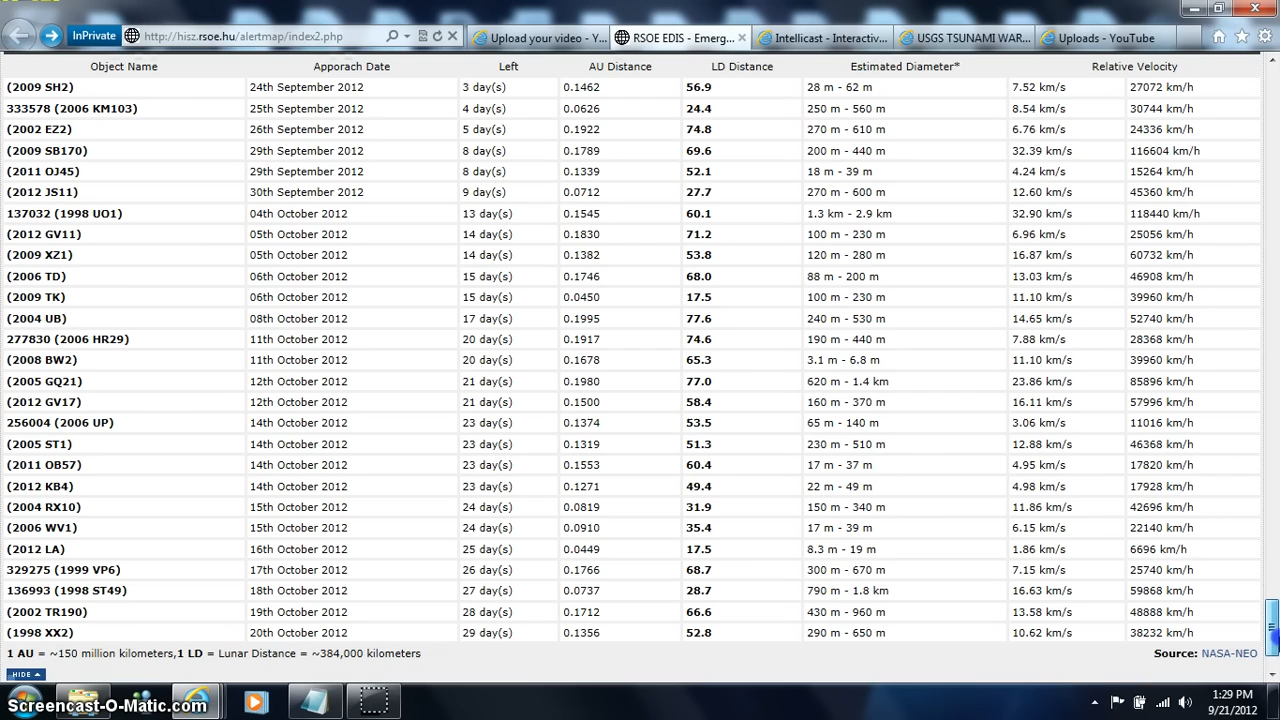 InPrivate http://hisz.rsoe.hu/alertmap/index2.php Upload your video - Y... RSOE EDIS - Emerg... Intellicast - Interactiv... USGS TSUNAMI WAR... Uploads - YouTube
Object Name Apporach Date Left AU Distance LD Distance Estimated Diameter* Relative Velocity
(2009 SH2) 24th September 2012 3 day(s) 0.1462 56.9 28 m - 62 m 7.52 km/s 27072 km/h
333578 (2006 KM103) 25th September 2012 4 day(s) 0.0626 24.4 250 m - 560 m 8.54 km/s 30744 km/h
(2002 EZ2) 26th September 2012 5 day(s) 0.1922 74.8 270 m - 610 m 6.76 km/s 24336 km/h
(2009 SB170) 29th September 2012 8 day(s) 0.1789 69.6 200 m - 440 m 32.39 km/s 116604 km/h
(2011 OJ45) 29th September 2012 8 day(s) 0.1339 52.1 18 m - 39 m 4.24 km/s 15264 km/h
(2012 JS11) 30th September 2012 9 day(s) 0.0712 27.7 270 m - 600 m 12.60 km/s 45360 km/h
137032 (1998 UO1) 04th October 2012 13 day(s) 0.1545 60.1 1.3 km - 2.9 km 32.90 km/s 118440 km/h
(2012 GV11) 05th October 2012 14 day(s) 0.1830 71.2 100 m - 230 m 6.96 km/s 25056 km/h
(2009 XZ1) 05th October 2012 14 day(s) 0.1382 53.8 120 m - 280 m 16.87 km/s 60732 km/h
(2006 TD) 06th October 2012 15 day(s) 0.1746 68.0 88 m - 200 m 13.03 km/s 46908 km/h
(2009 TK) 06th October 2012 15 day(s) 0.0450 17.5 100 m - 230 m 11.10 km/s 39960 km/h
(2004 UB) 08th October 2012 17 day(s) 0.1995 77.6 240 m - 530 m 14.65 km/s 52740 km/h
277830 (2006 HR29) 11th October 2012 20 day(s) 0.1917 74.6 190 m - 440 m 7.88 km/s 28368 km/h
(2008 BW2) 11th October 2012 20 day(s) 0.1678 65.3 3.1 m - 6.8 m 11.10 km/s 39960 km/h
(2005 GQ21) 12th October 2012 21 day(s) 0.1980 77.0 620 m - 1.4 km 23.86 km/s 85896 km/h
(2012 GV17) 12th October 2012 21 day(s) 0.1500 58.4 160 m - 370 m 16.11 km/s 57996 km/h
256004 (2006 UP) 14th October 2012 23 day(s) 0.1374 53.5 65 m - 140 m 3.06 km/s 11016 km/h
(2005 ST1) 14th October 2012 23 day(s) 0.1319 51.3 230 m - 510 m 12.88 km/s 46368 km/h
(2011 OB57) 14th October 2012 23 day(s) 0.1553 60.4 17 m - 37 m 4.95 km/s 17820 km/h
(2012 KB4) 14th October 2012 23 day(s) 0.1271 49.4 22 m - 49 m 4.98 km/s 17928 km/h
(2004 RX10) 15th October 2012 24 day(s) 0.0819 31.9 150 m - 340 m 11.86 km/s 42696 km/h
(2006 WV1) 15th October 2012 24 day(s) 0.0910 35.4 17 m - 39 m 6.15 km/s 22140 km/h
(2012 LA) 16th October 2012 25 day(s) 0.0449 17.5 8.3 m - 19 m 1.86 km/s 6696 km/h
329275 (1999 VP6) 17th October 2012 26 day(s) 0.1766 68.7 300 m - 670 m 7.15 km/s 25740 km/h
136993 (1998 ST49) 18th October 2012 27 day(s) 0.0737 28.7 790 m - 1.8 km 16.63 km/s 59868 km/h
(2002 TR190) 19th October 2012 28 day(s) 0.1712 66.6 430 m - 960 m 13.58 km/s 48888 km/h
(1998 XX2) 20th October 2012 29 day(s) 0.1356 52.8 290 m - 650 m 10.62 km/s 38232 km/h
1 AU = ~150 million kilometers,1 LD = Lunar Distance = ~384,000 kilometers Source: NASA-NEO
HIDE
1:29 PM
Screencast-O-Matic.com 9/21/2012